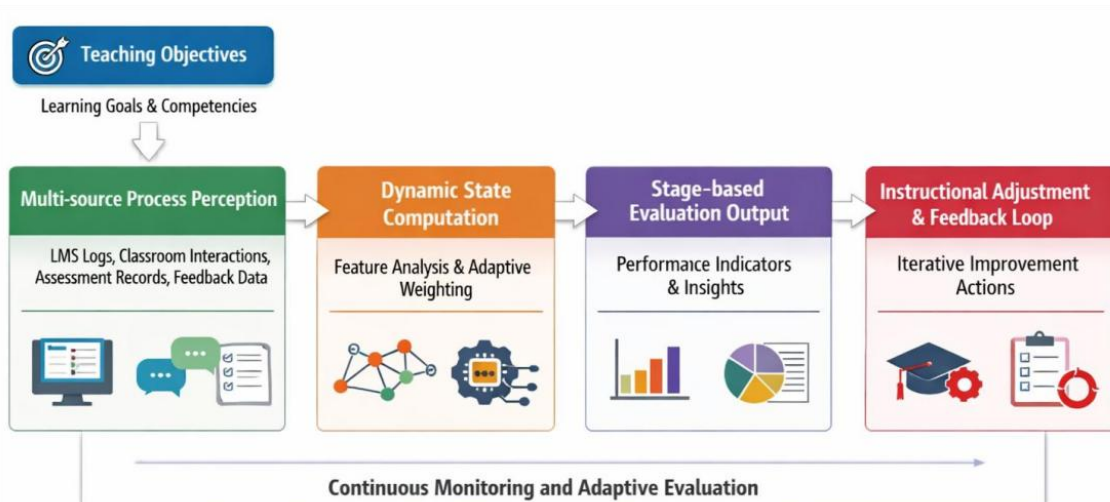 Teaching Objectives
Learning Goals & Competencies
Multi-source Process Perception
LMS Logs, Classroom Interactions,
Assessment Records, Feedback Data
Dynamic State
Computation
Feature Analysis & Adaptive
Weighting
Stage-based
Evaluation Output
Performance Indicators
& Insights
Instructional Adjustment
& Feedback Loop
Iterative Improvement
Actions
Continuous Monitoring and Adaptive Evaluation